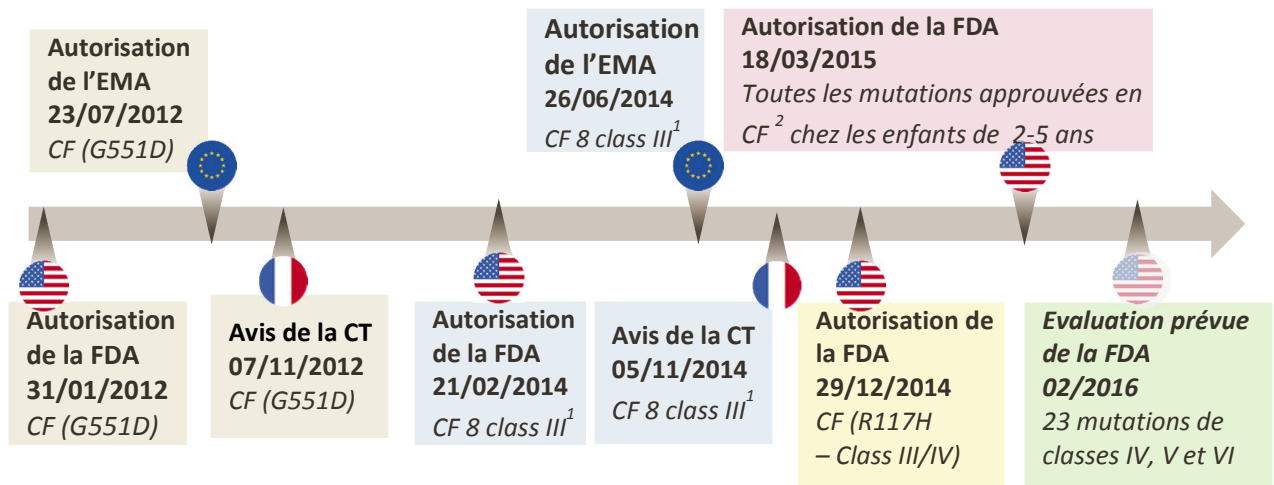 Autorisation
de l'EMA
23/07/2012
CF (G551D)
Autorisation
de l'EMA
26/06/2014
CF 8 class III1
Autorisation de la FDA
18/03/2015
Toutes les mutations approuvées en
CF 2 chez les enfants de 2-5 ans
Autorisation
de la FDA
31/01/2012
CF (G551D)
Avis de la CT
07/11/2012
CF (G551D)
Autorisation
de la FDA
21/02/2014
CF 8 class III1
Avis de la CT
05/11/2014
CF 8 class III1
Autorisation de
la FDA
29/12/2014
CF (R117H
– Class III/IV)
Evaluation prévue
de la FDA
02/2016
23 mutations de
classes IV, V et VI